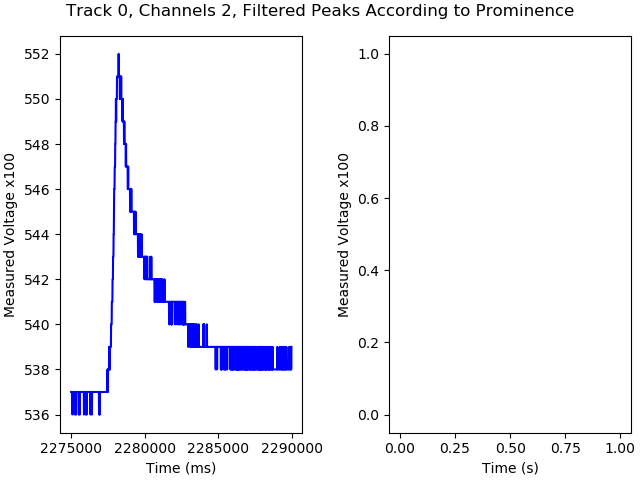 Track 0, Channels 2, Filtered Peaks According to Prominence
Measured Voltage x100
552
550
548
546
544
542
540
538
536
2275000 2280000 2285000 2290000
Time (ms)
Measured Voltage x100
1.0
0.8
0.6
0.4
0.2
0.0
0.00 0.25 0.50 0.75 1.00
Time (s)